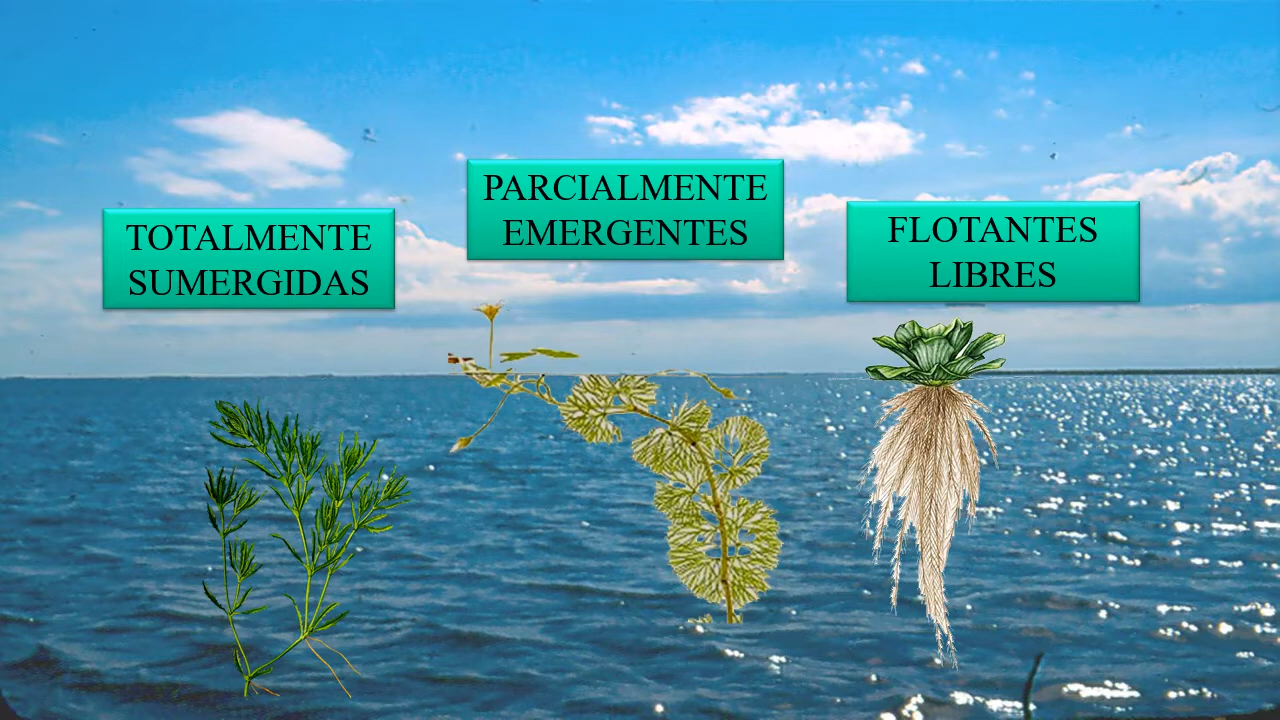 TOTALMENTE
SUMERGIDAS
PARCIALMENTE
EMERGENTES
FLOTANTES
LIBRES